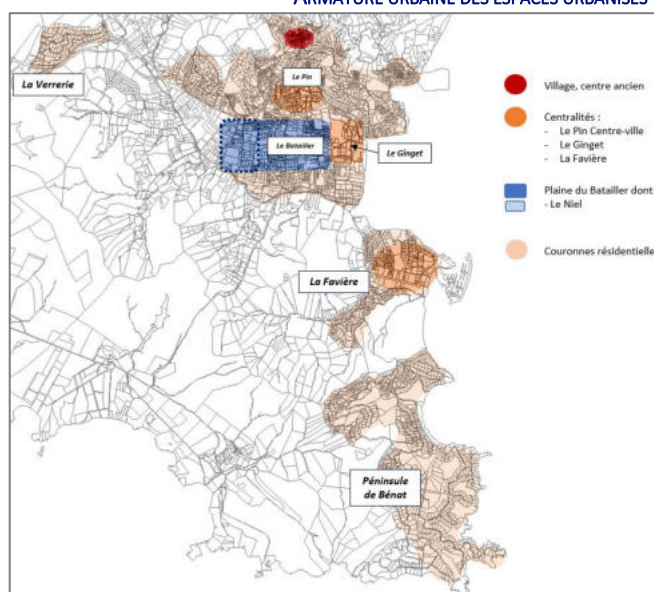 ARMATURE URBAINE DES ESPACES URBANISÉS
La Verrerie
Le Pin
Le Batailler
Le Ginget
La Favière
Péninsule
de Bénat
Village, centre ancien
Centralités :
- Le Pin Centre-ville
- Le Ginget
- La Favière
Plaine du Batailler dont
- Le Niel
Couronnes résidentielle